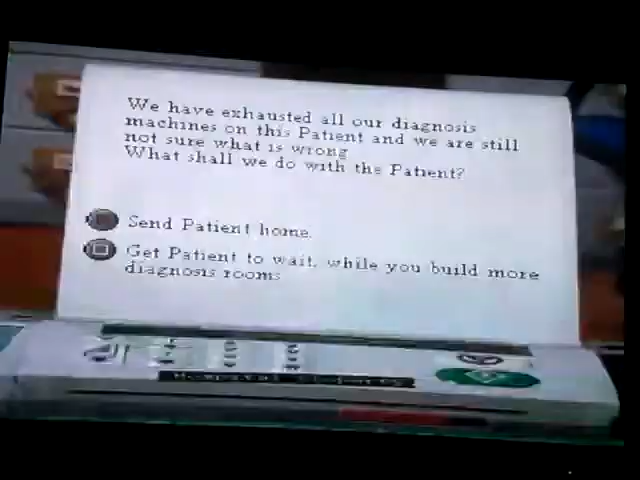 We have exhausted all our diagnosis
machines on this Patient and we are still
not sure what is wrong
What shall we do with the Patient?
Send Patient home.
Get Patient to wait, while you build more
diagnosis rooms